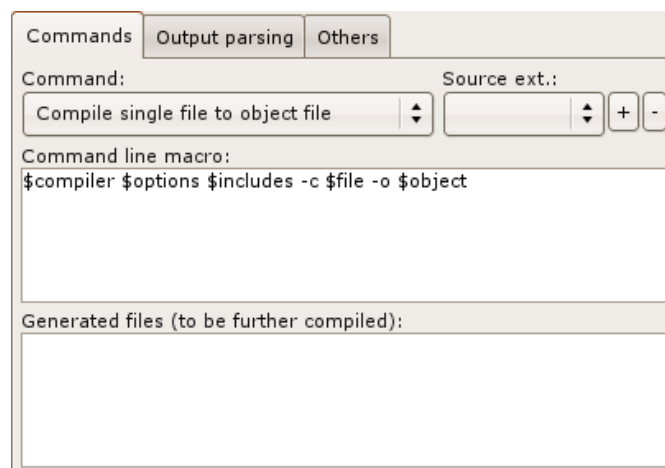 Commands Output parsing Others
Command: Source ext.:
Compile single file to object file + -
Command line macro:
$compiler $options $includes -c $file -o $object
Generated files (to be further compiled):